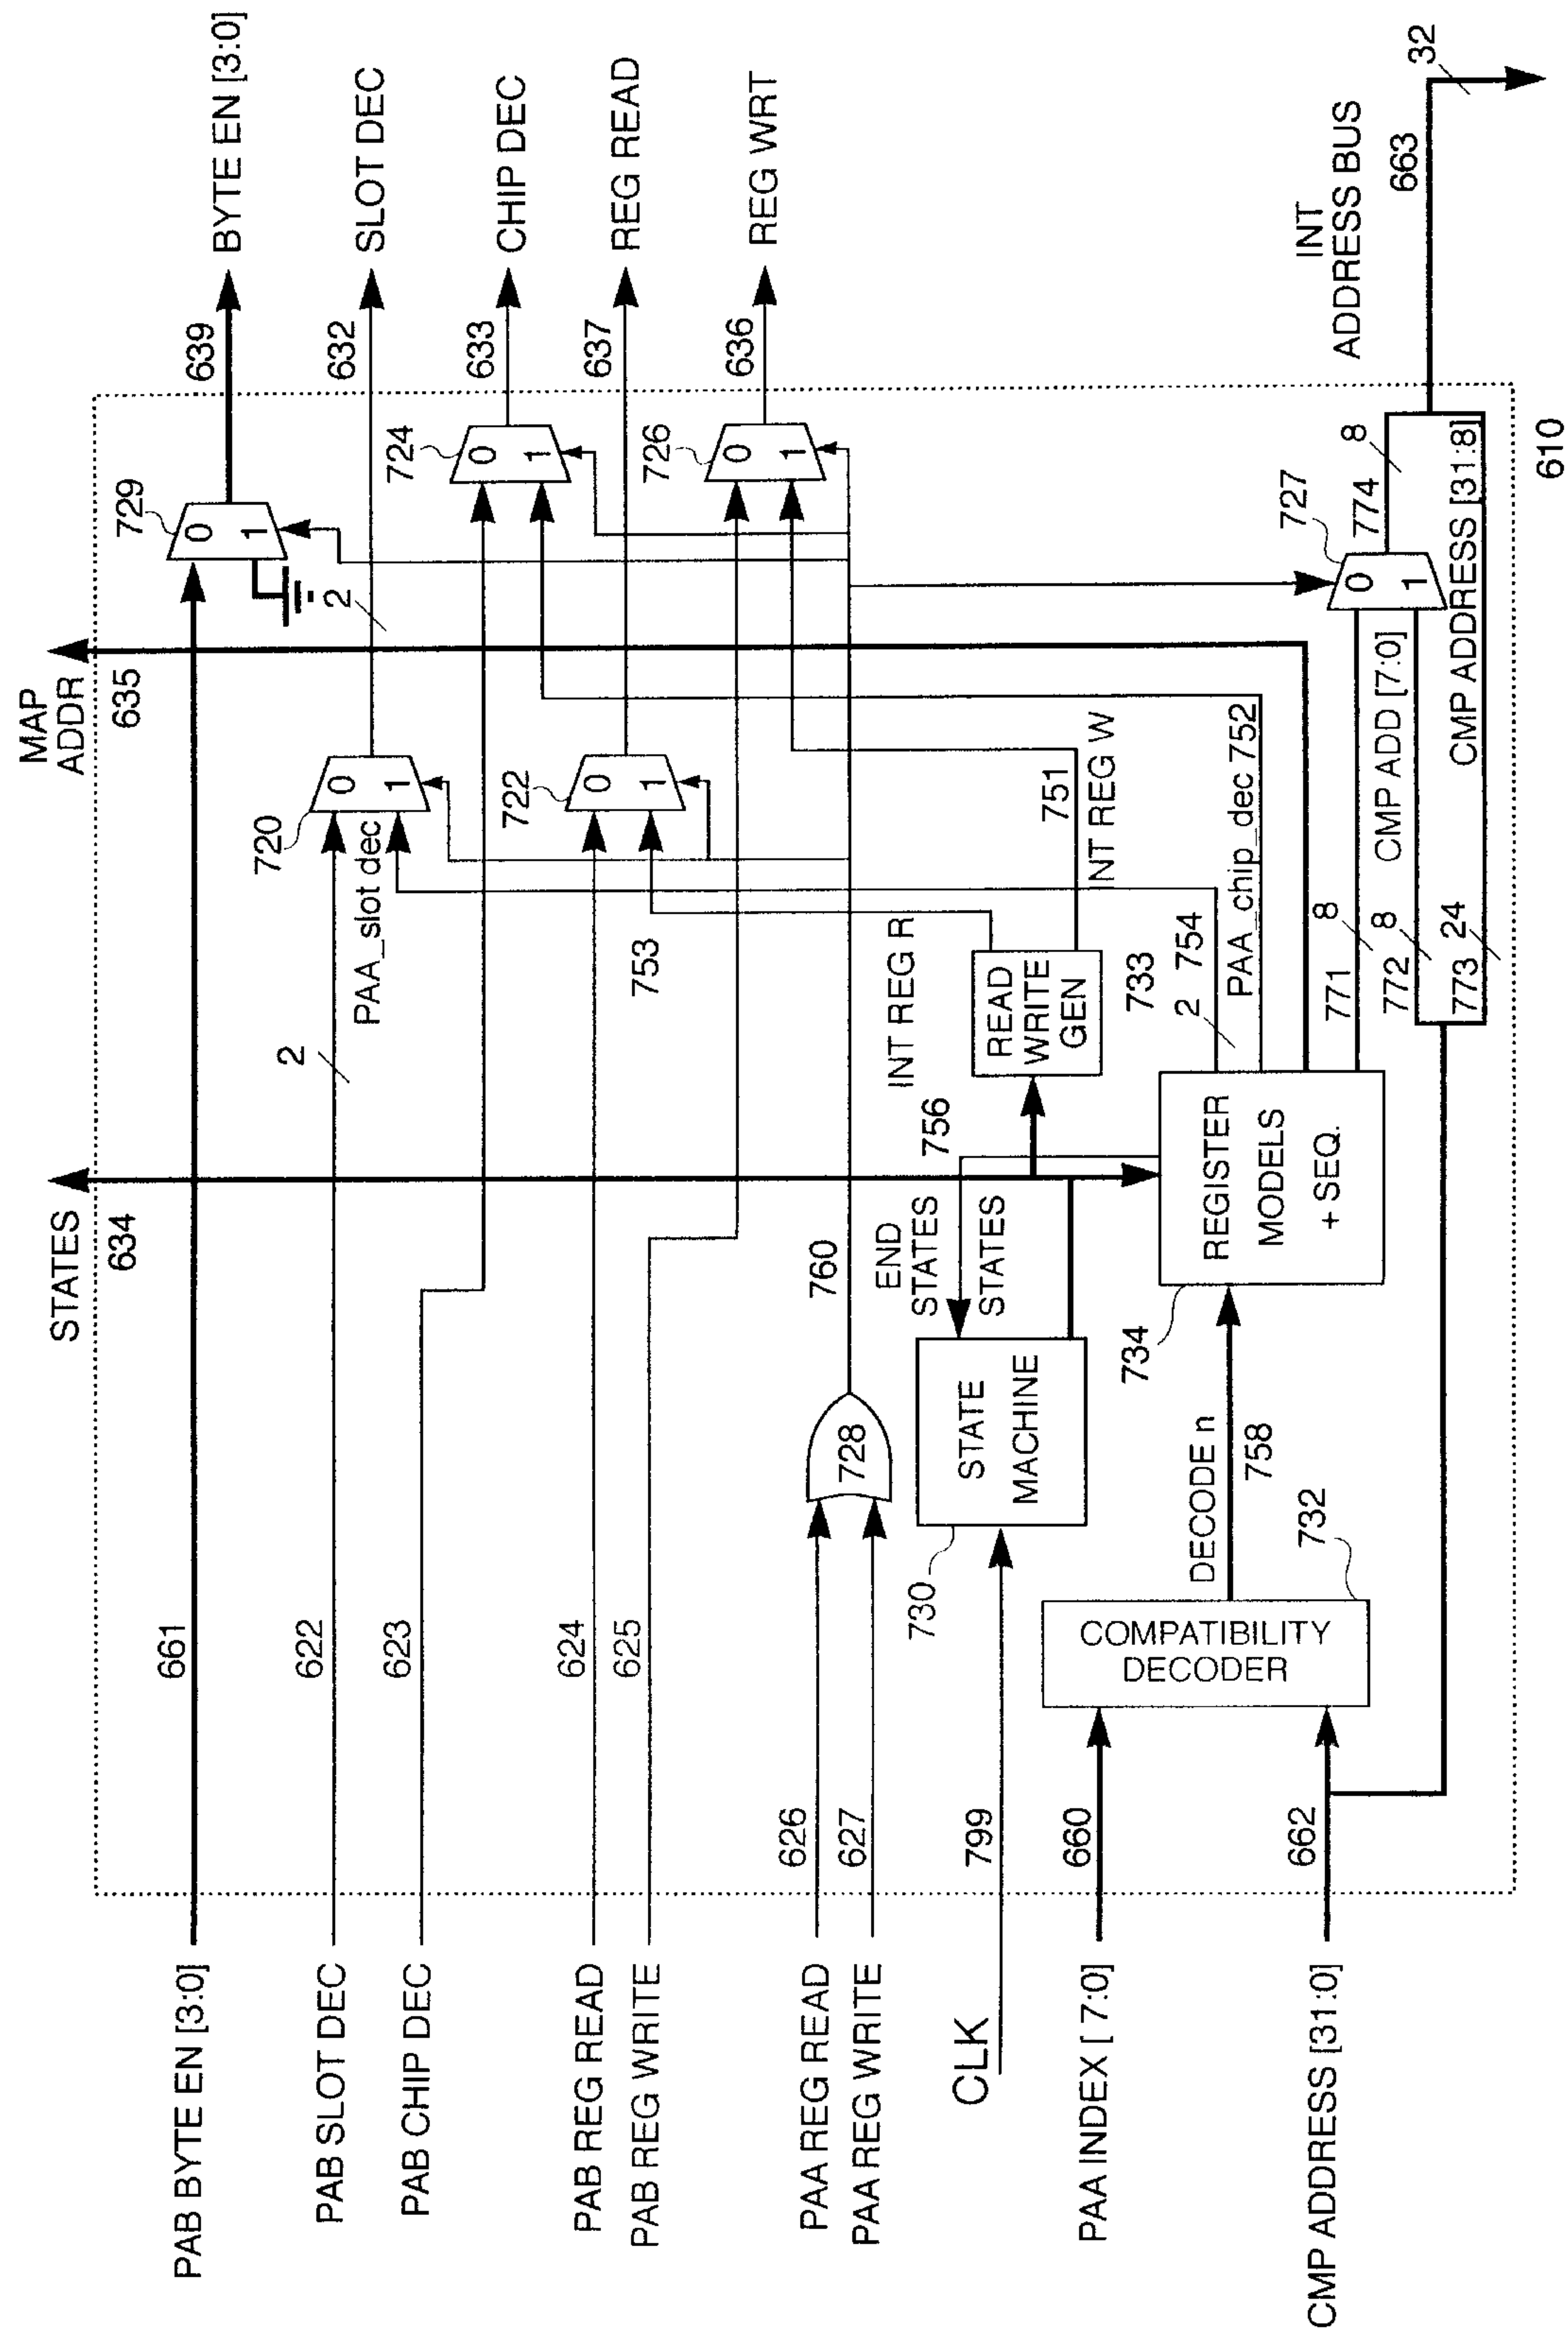 PAB BYTE EN [3:0]
661
729
0
1
639
BYTE EN [3:0]
STATES
634
MAP
ADDR
635
2
PAB SLOT DEC
622
2
720
0
1
PAA_slot dec
632
SLOT DEC
PAB CHIP DEC
623
724
0
1
633
CHIP DEC
PAB REG READ
624
753
722
0
1
637
REG READ
PAB REG WRITE
625
726
0
1
636
REG WRT
PAA REG READ
626
728
760
PAA REG WRITE
627
END
STATES
STATES
756
INT REG R
CLK
799
730
STATE
MACHINE
READ
WRITE
GEN
733
751
INT REG W
PAA INDEX [ 7:0]
660
COMPATIBILITY
DECODER
732
DECODE n
758
734
REGISTER
MODELS
+ SEQ.
2
754
PAA_chip_dec 752
771
8
727
0
1
774
8
CMP ADDRESS [31:0]
662
772
8
CMP ADD [7:0]
773
24
CMP ADDRESS [31:8]
INT
ADDRESS BUS
663
32
610